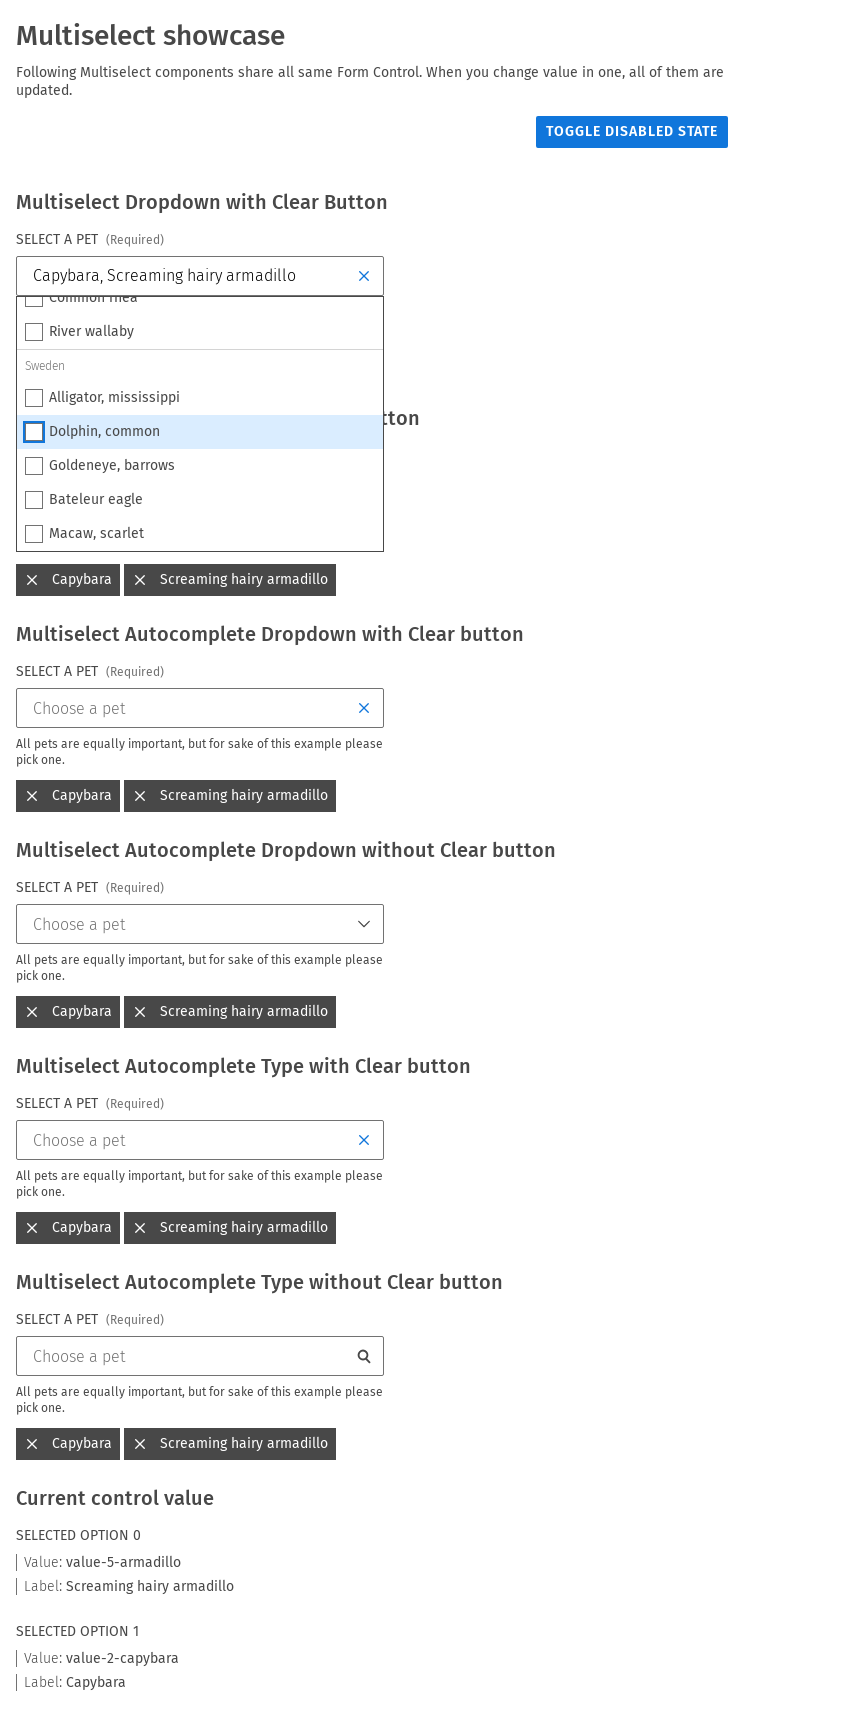 Multiselect showcase
Following Multiselect components share all same Form Control. When you change value in one, all of them are
updated.
TOGGLE DISABLED STATE
Multiselect Dropdown with Clear Button
SELECT A PET (Required)
Capybara, Screaming hairy armadillo
Common rhea
River wallaby
Sweden
Alligator, mississippi
tton
Dolphin, common
Goldeneye, barrows
Bateleur eagle
Macaw, scarlet
Capybara Screaming hairy armadillo
Multiselect Autocomplete Dropdown with Clear button
SELECT A PET (Required)
Choose a pet
All pets are equally important, but for sake of this example please
pick one.
Capybara Screaming hairy armadillo
Multiselect Autocomplete Dropdown without Clear button
SELECT A PET (Required)
Choose a pet
All pets are equally important, but for sake of this example please
pick one.
Capybara Screaming hairy armadillo
Multiselect Autocomplete Type with Clear button
SELECT A PET (Required)
Choose a pet
All pets are equally important, but for sake of this example please
pick one.
Capybara Screaming hairy armadillo
Multiselect Autocomplete Type without Clear button
SELECT A PET (Required)
Choose a pet
All pets are equally important, but for sake of this example please
pick one.
Capybara Screaming hairy armadillo
Current control value
SELECTED OPTION 0
Value: value-5-armadillo
Label: Screaming hairy armadillo
SELECTED OPTION 1
Value: value-2-capybara
Label: Capybara